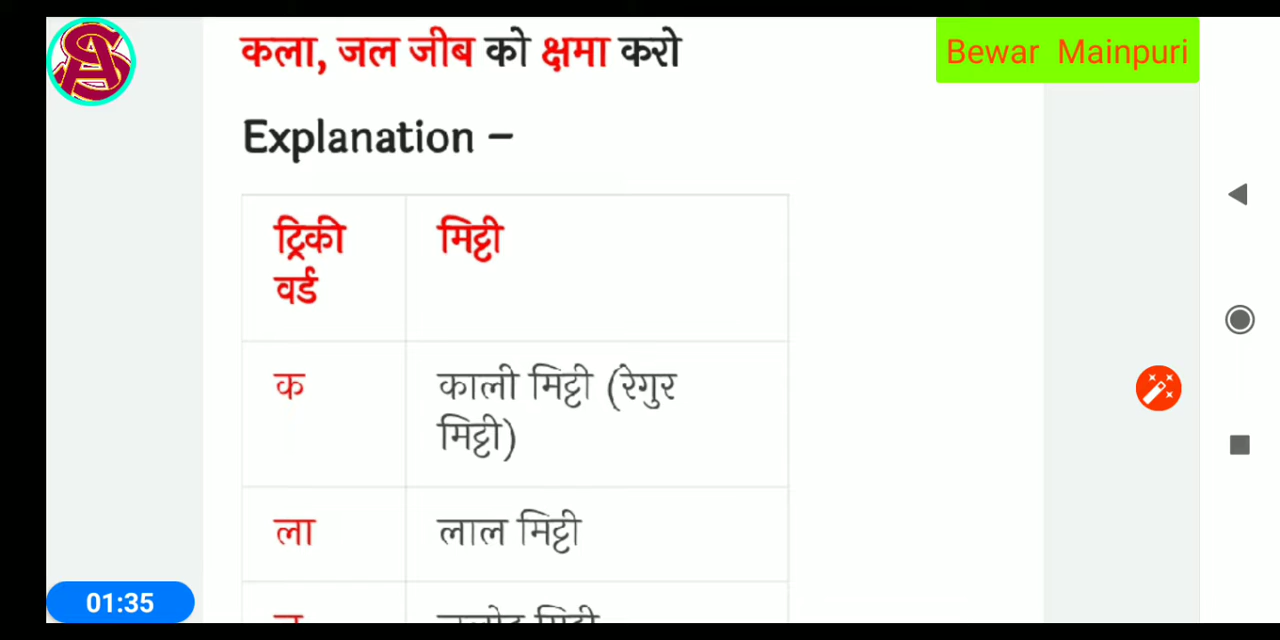 कला, जल जीब को क्षमा करो
Bewar Mainpuri
Explanation –
ट्रिकी
वर्ड
मिट्टी
क
काली मिट्टी (रेगुर
मिट्टी)
ला
लाल मिट्टी
01:35